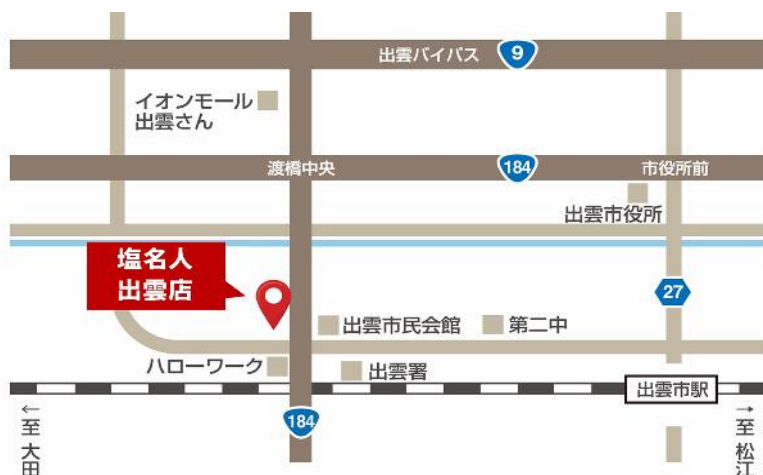 出雲バイパス
9
イオンモール
出雲さん
渡橋中央
184
市役所前
出雲市役所
塩名人
出雲店
27
出雲市民会館
第二中
ハローワーク
出雲署
出雲市駅
184
←至 大田
→至 松江